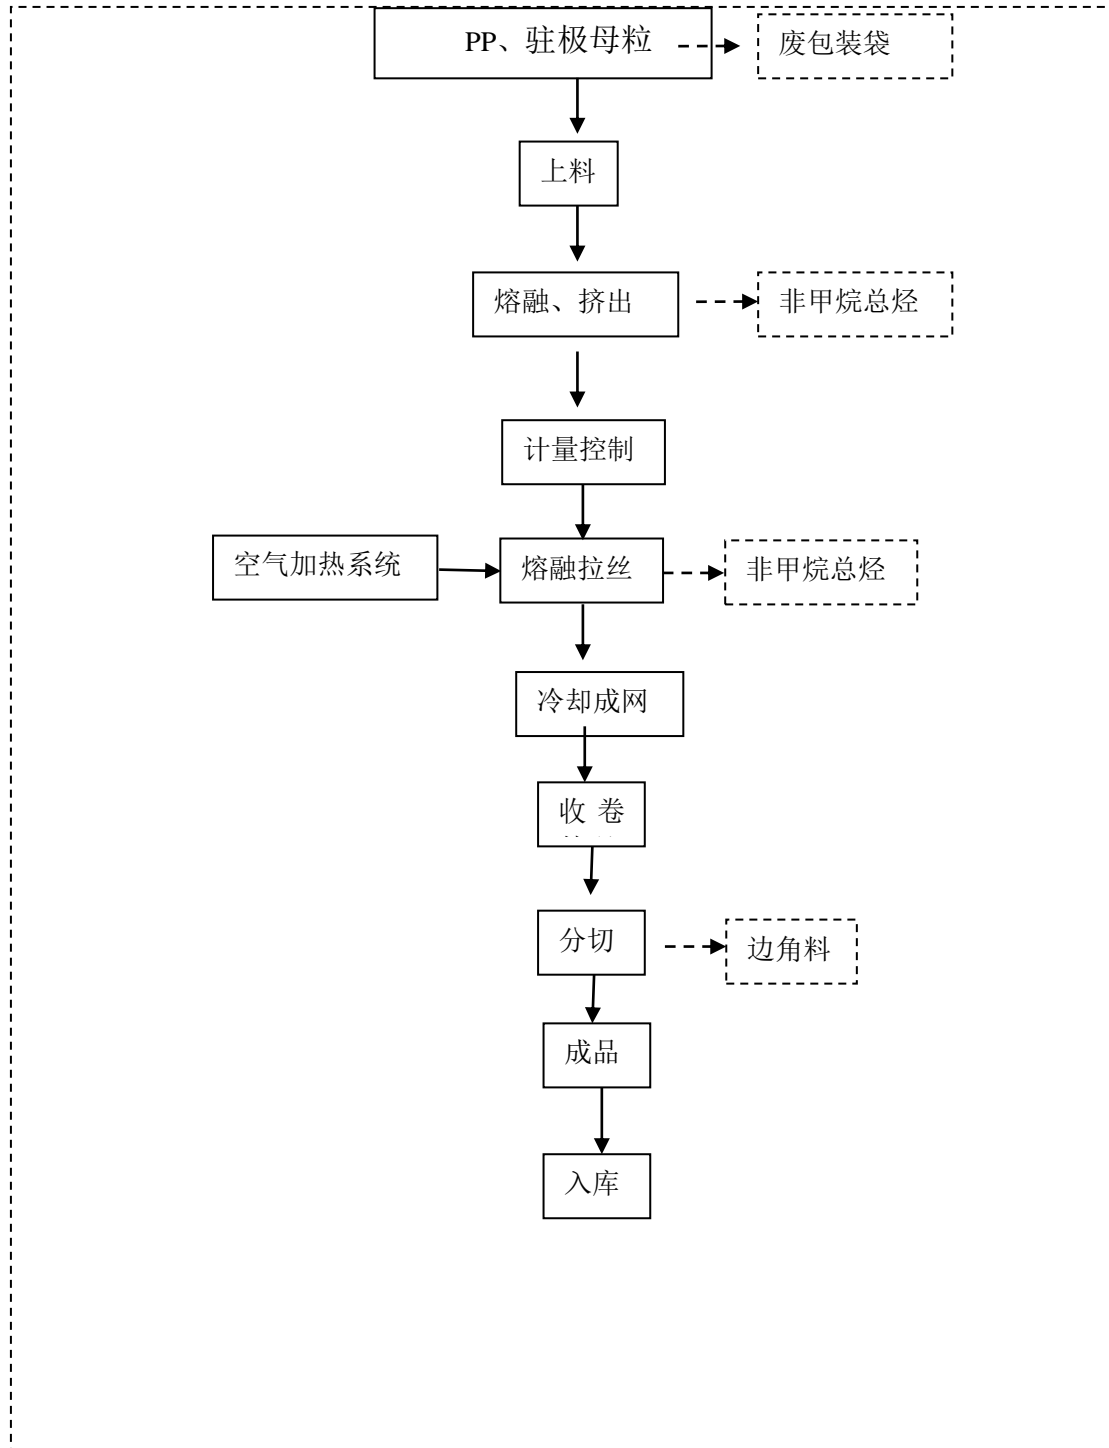 PP、驻极母粒
废包装袋
上料
熔融、挤出
非甲烷总烃
计量控制
空气加热系统
熔融拉丝
非甲烷总烃
冷却成网
收 卷
分切
边角料
成品
入库